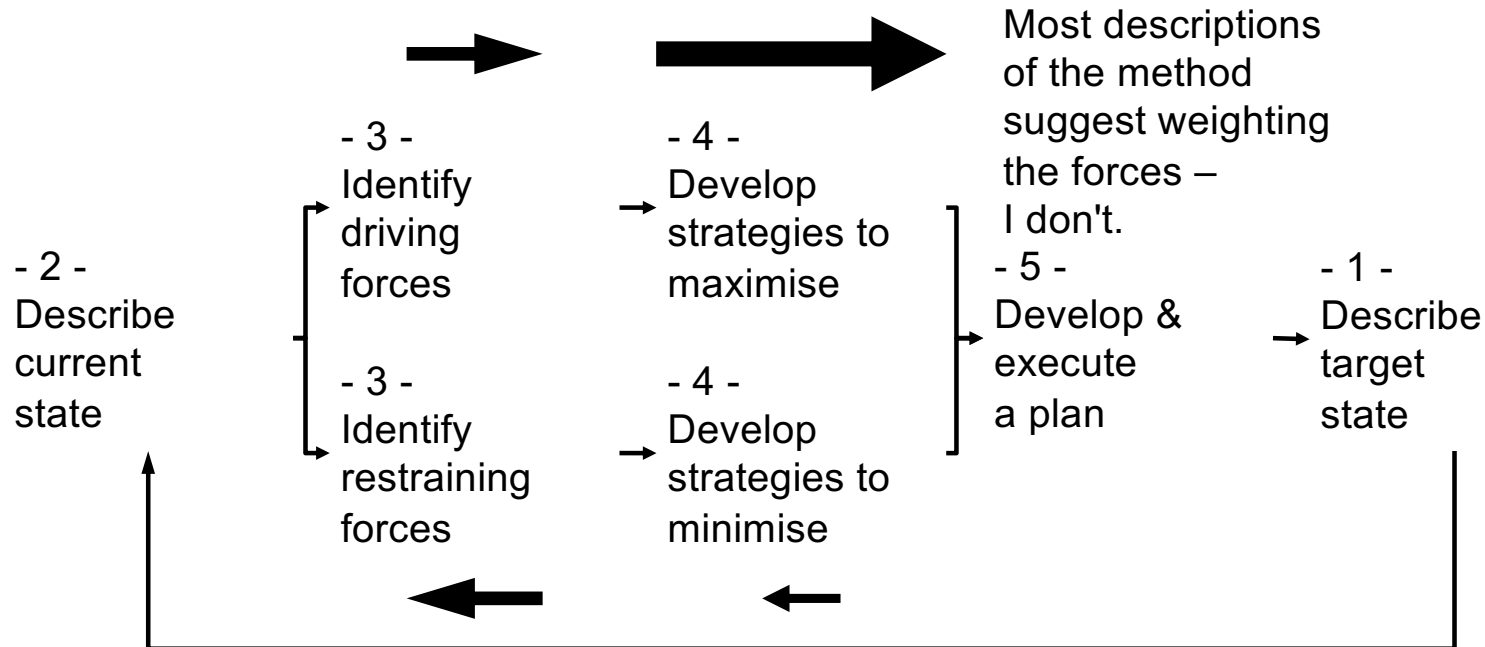 Most descriptions
of the method
suggest weighting
the forces –
I don't.
- 3 -
Identify
driving
forces
- 4 -
Develop
strategies to
maximise
- 2 -
Describe
current
state
- 3 -
Identify
restraining
forces
- 4 -
Develop
strategies to
minimise
- 5 -
Develop &
execute
a plan
- 1 -
Describe
target
state